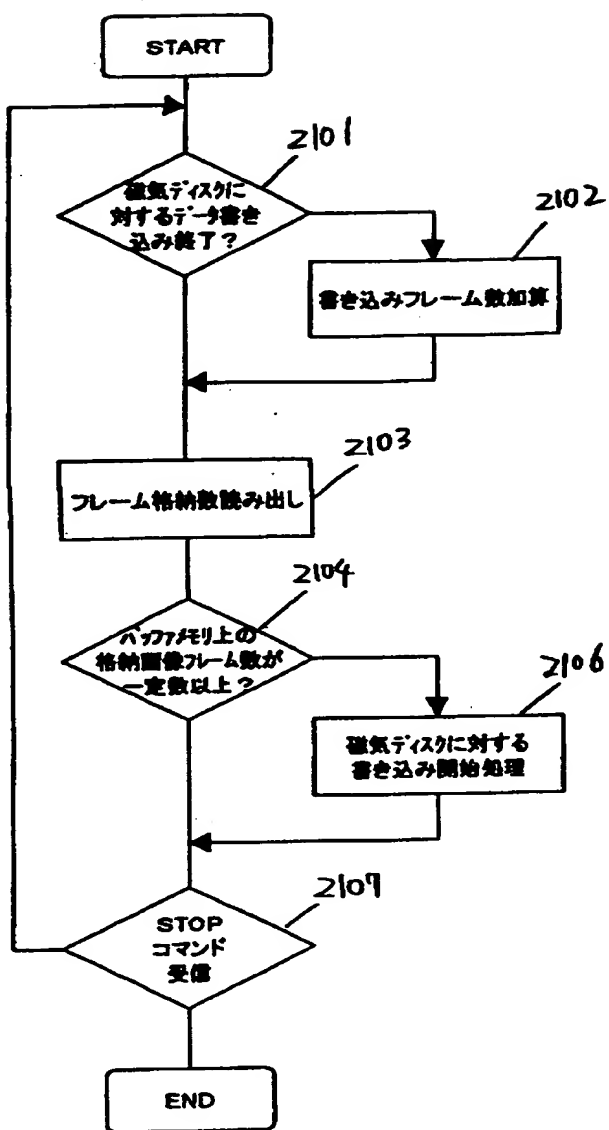 START
2101
磁気ディスクに
対するデータ書き
込み終了?
2102
書き込みフレーム数加算
2103
フレーム格納数読み出し
2104
バッファメモリ上の
格納画像フレーム数が
一定数以上?
2106
磁気ディスクに対する
書き込み開始処理
2107
STOP
コマンド
受信
END